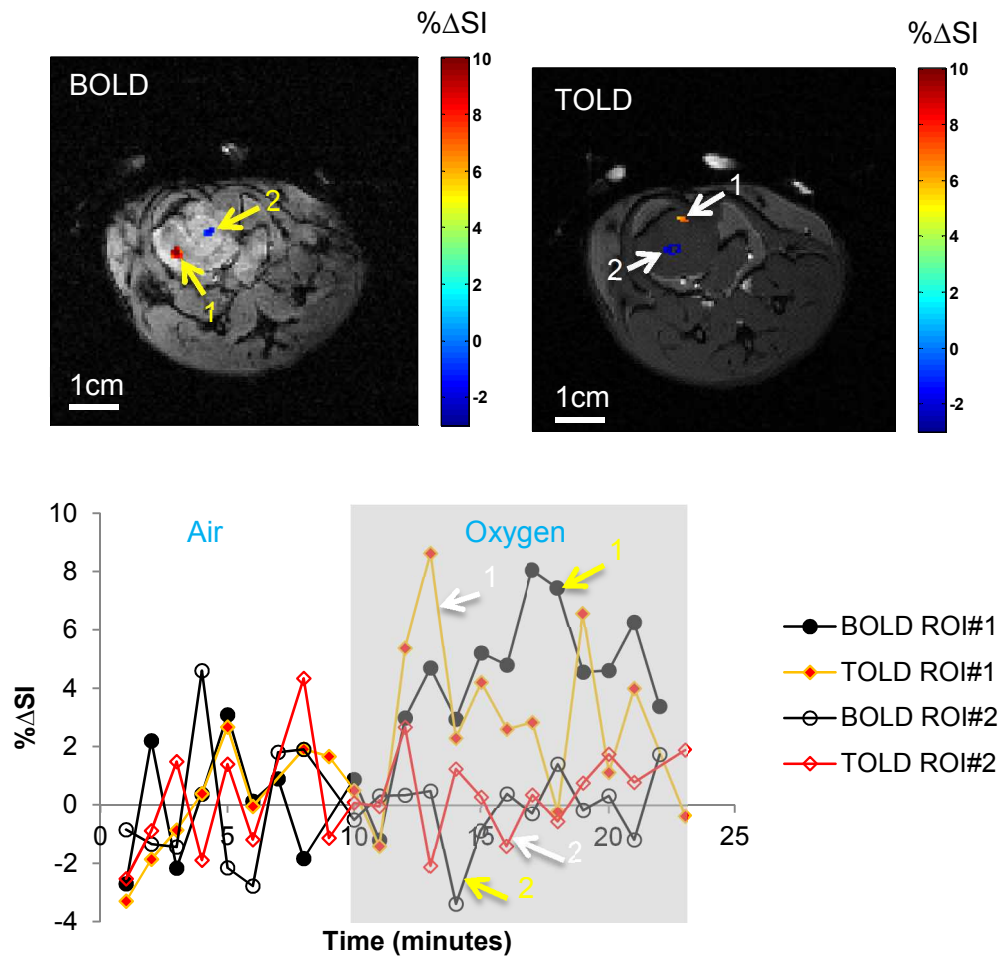 %ΔSI
%ΔSI
BOLD
2
1
1cm
10
8
6
4
2
0
-2
TOLD
1
2
1cm
10
8
6
4
2
0
-2
Air
Oxygen
1
1
2
2
%ΔSI
10
8
6
4
2
0
-2
-4
0
5
10
15
20
25
Time (minutes)
BOLD ROI#1
TOLD ROI#1
BOLD ROI#2
TOLD ROI#2